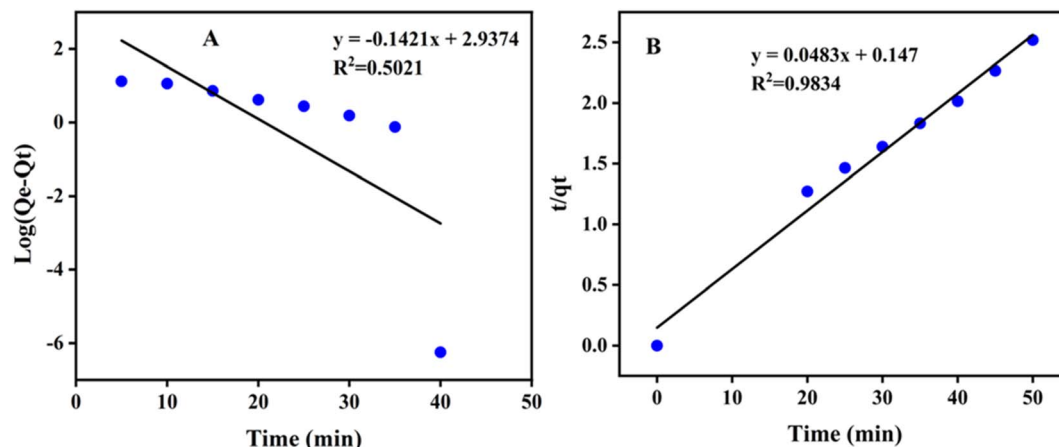 A
y = -0.1421x + 2.9374
R²=0.5021
2
0
-2
-4
-6
Log(Qe-Qt)
0 10 20 30 40 50
Time (min)
B
y = 0.0483x + 0.147
R²=0.9834
2.5
2.0
1.5
1.0
0.5
0.0
t/qt
0 10 20 30 40 50
Time (min)